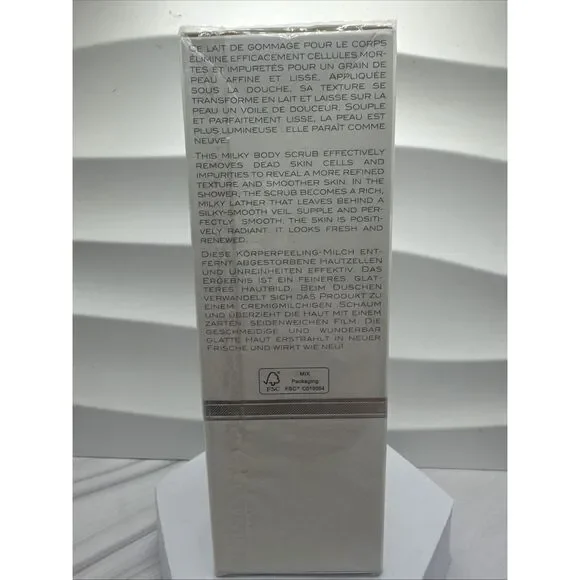 CE LAIT DE GOMMAGE POUR LE CORPS
ÉLIMINE EFFICACEMENT CELLULES MOR-
TES ET IMPURETÉS POUR UN GRAIN DE
PEAU AFFINÉ ET LISSÉ. APPLIQUÉE
SOUS LA DOUCHE, SA TEXTURE SE
TRANSFORME EN LAIT ET LAISSE SUR LA
PEAU UN VOILE DE DOUCEUR. SOUPLE
ET PARFAITEMENT LISSE, LA PEAU EST
PLUS LUMINEUSE : ELLE PARAÎT COMME
NEUVE.
THIS MILKY BODY SCRUB EFFECTIVELY
REMOVES DEAD SKIN CELLS AND
IMPURITIES TO REVEAL A MORE REFINED
TEXTURE AND SMOOTHER SKIN. IN THE
SHOWER, THE SCRUB BECOMES A RICH,
MILKY LATHER THAT LEAVES BEHIND A
SILKY-SMOOTH VEIL. SUPPLE AND PER-
FECTLY SMOOTH, THE SKIN IS POSITI-
VELY RADIANT. IT LOOKS FRESH AND
RENEWED.
DIESE KÖRPERPEELING-MILCH ENT-
FERNT ABGESTORBENE HAUTZELLEN
UND UNREINHEITEN EFFEKTIV. DAS
ERGEBNIS IST EIN FEINERES, GLAT-
TERES HAUTBILD. BEIM DUSCHEN
VERWANDELT SICH DAS PRODUKT ZU
EINEM CREMIGMILCHIGEN SCHAUM
UND ÜBERZIEHT DIE HAUT MIT EINEM
ZARTEN, SEIDENWEICHEN FILM. DIE
GESCHMEIDIGE UND WUNDERBAR
GLATTE HAUT ERSTRAHLT IN NEUER
FRISCHE UND WIRKT WIE NEU!
MIX
Packaging
FSC FSC™ C010064